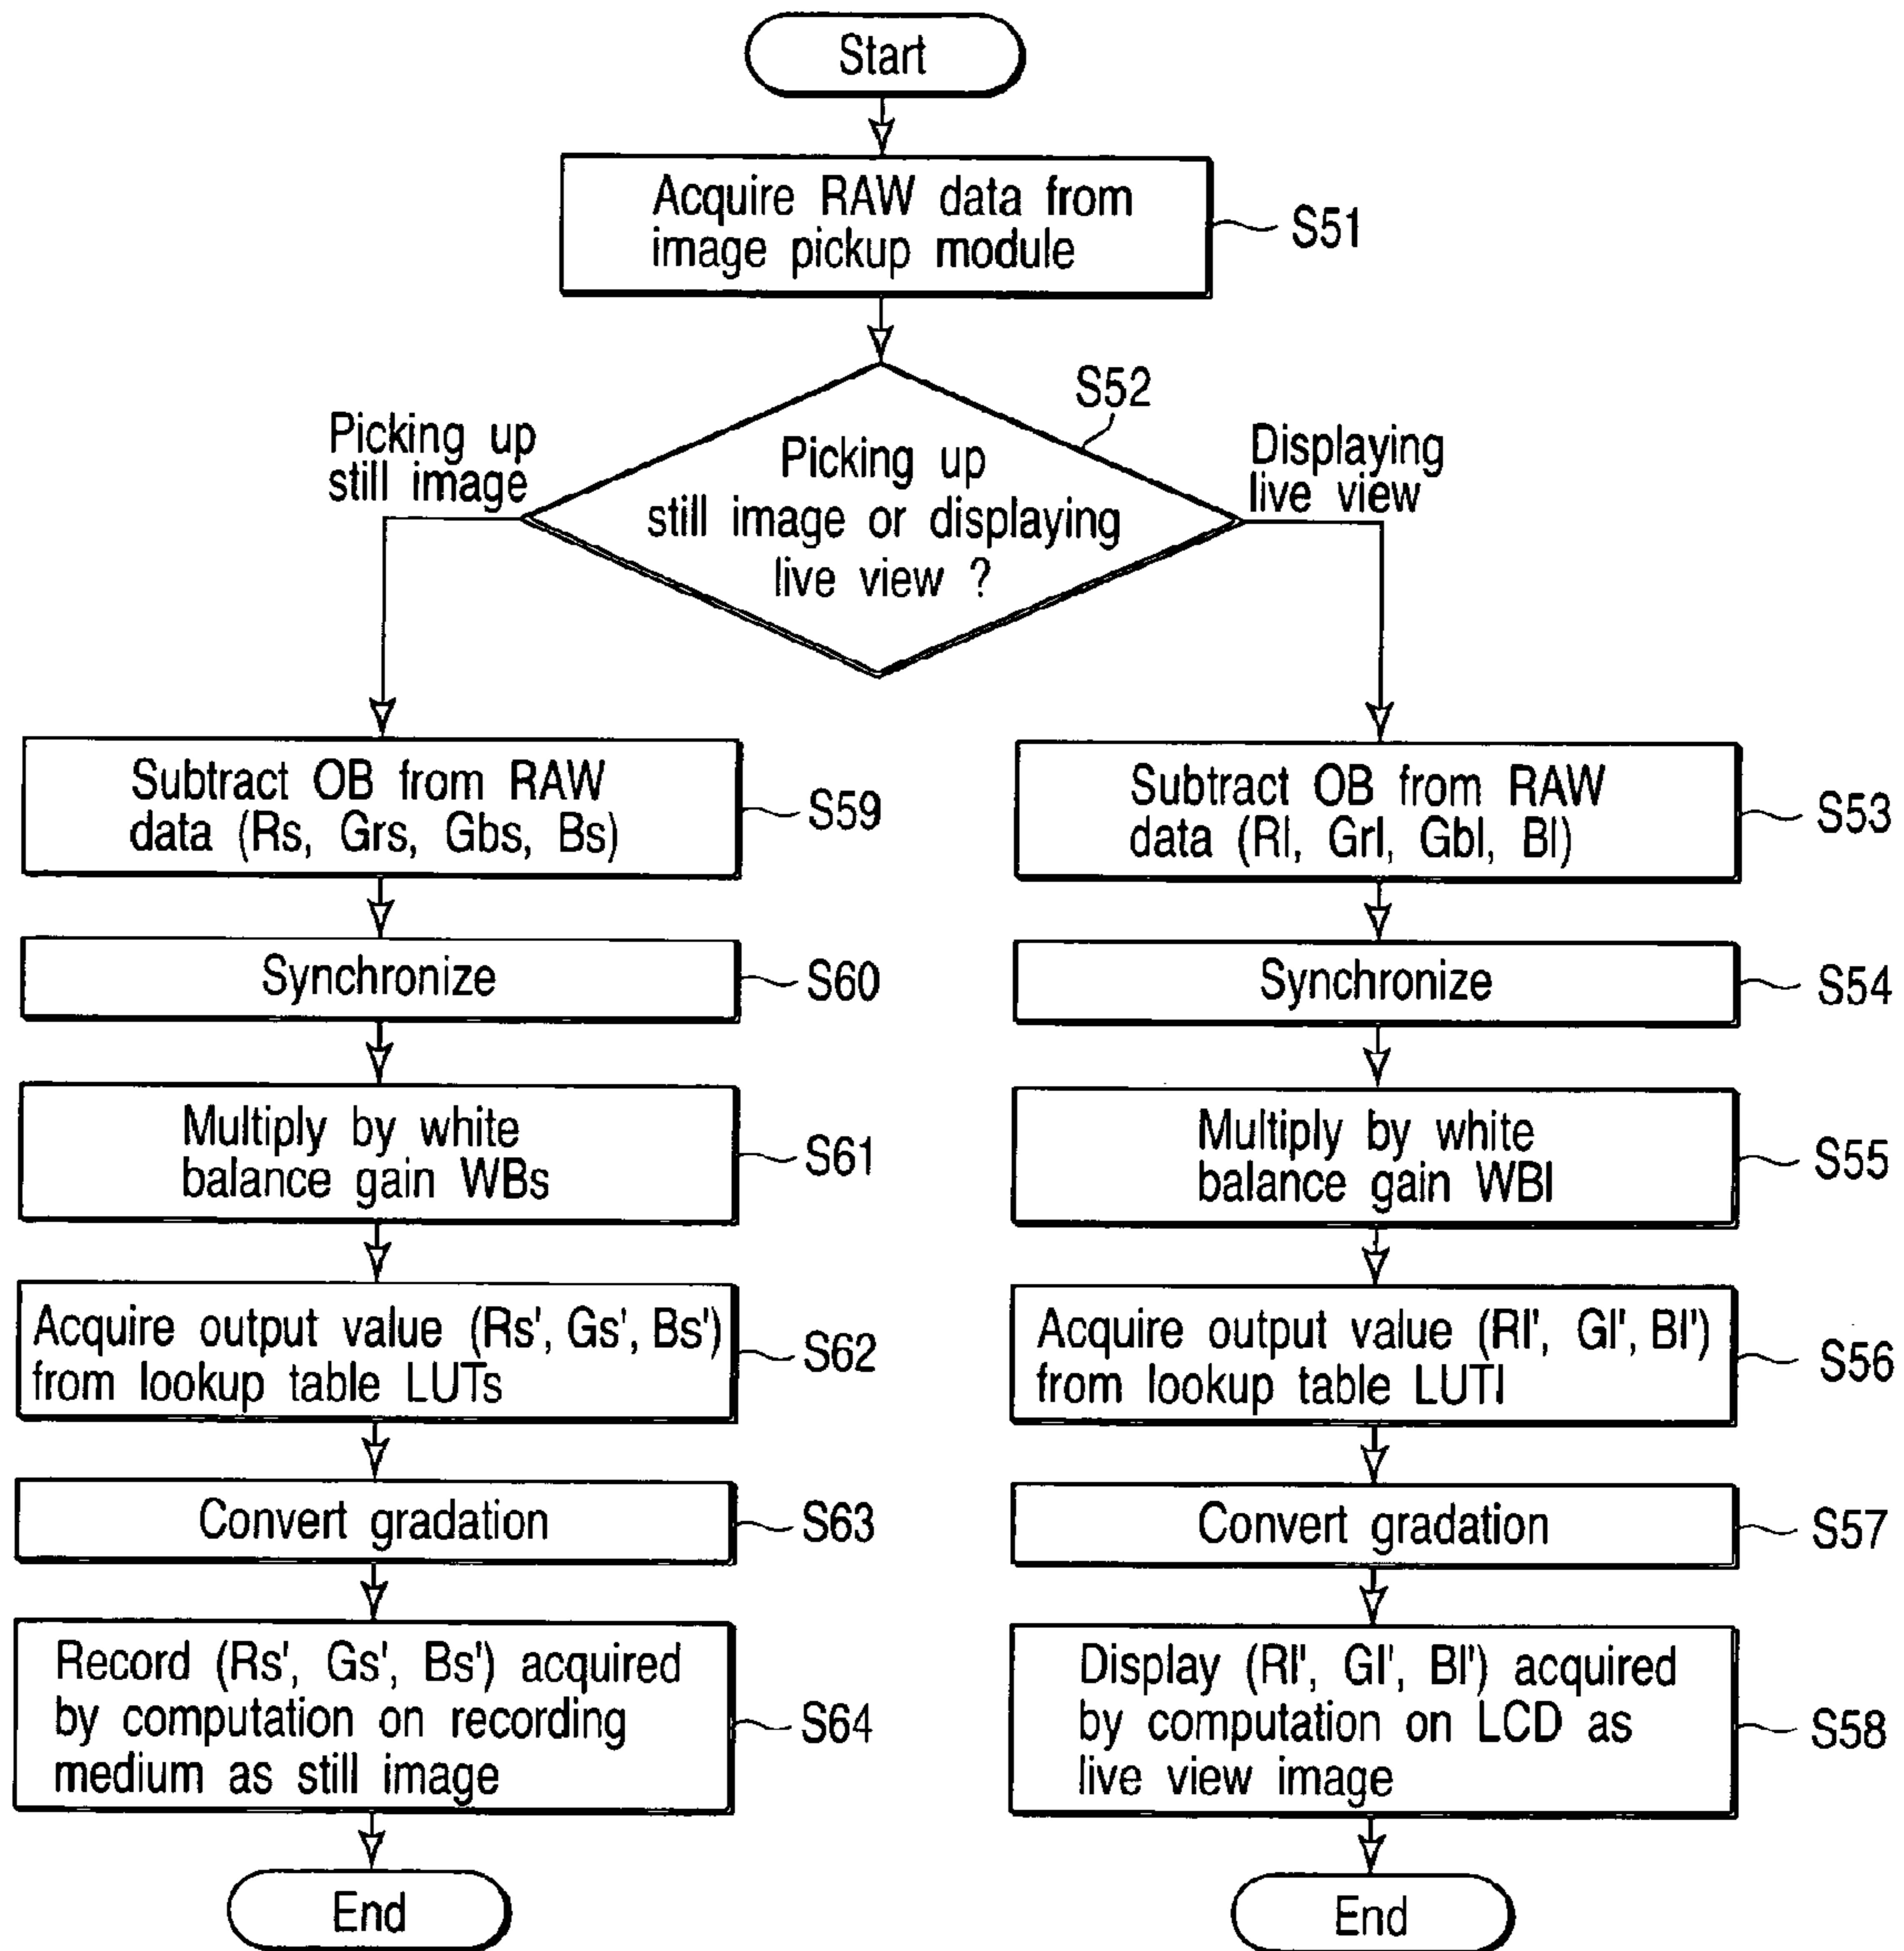 Start
Acquire RAW data from
image pickup module
S51
S52
Picking up
still image
Picking up
still image or displaying
live view ?
Displaying
live view
Subtract OB from RAW
data (Rs, Grs, Gbs, Bs)
S59
Synchronize
S60
Multiply by white
balance gain WBs
S61
Acquire output value (Rs', Gs', Bs')
from lookup table LUTs
S62
Convert gradation
S63
Record (Rs', Gs', Bs') acquired
by computation on recording
medium as still image
S64
End
Subtract OB from RAW
data (Rl, Grl, Gbl, Bl)
S53
Synchronize
S54
Multiply by white
balance gain WBl
S55
Acquire output value (Rl', Gl', Bl')
from lookup table LUTl
S56
Convert gradation
S57
Display (Rl', Gl', Bl') acquired
by computation on LCD as
live view image
S58
End